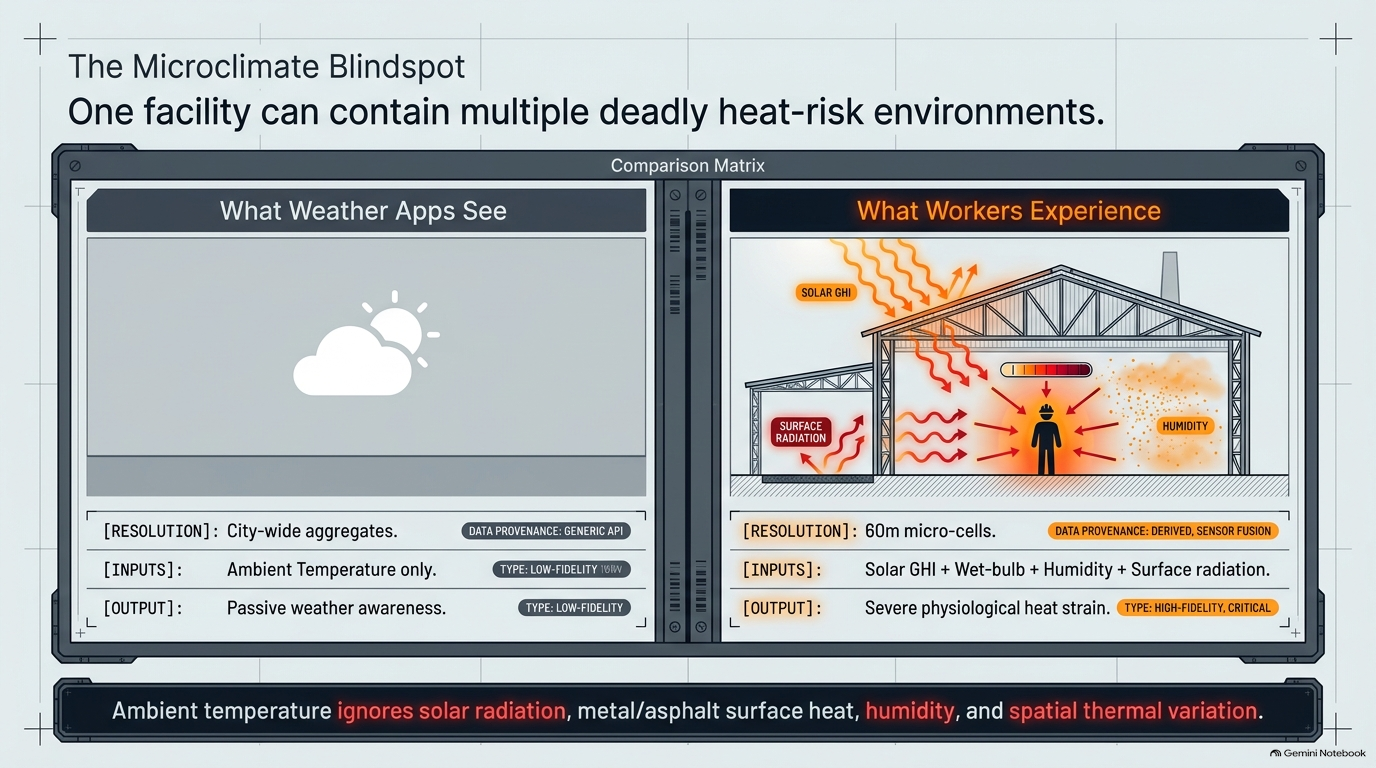 The Microclimate Blindspot
One facility can contain multiple deadly heat-risk environments.
Comparison Matrix
What Weather Apps See
[RESOLUTION]: City-wide aggregates. DATA PROVENANCE: GENERIC API
[INPUTS]: Ambient Temperature only. TYPE: LOW-FIDELITY
[OUTPUT]: Passive weather awareness. TYPE: LOW-FIDELITY
What Workers Experience
SOLAR GHI
SURFACE
RADIATION
HUMIDITY
[RESOLUTION]: 60m micro-cells. DATA PROVENANCE: DERIVED, SENSOR FUSION
[INPUTS]: Solar GHI + Wet-bulb + Humidity + Surface radiation.
[OUTPUT]: Severe physiological heat strain. TYPE: HIGH-FIDELITY, CRITICAL
Ambient temperature ignores solar radiation, metal/asphalt surface heat, humidity, and spatial thermal variation.
Gemini Notebook